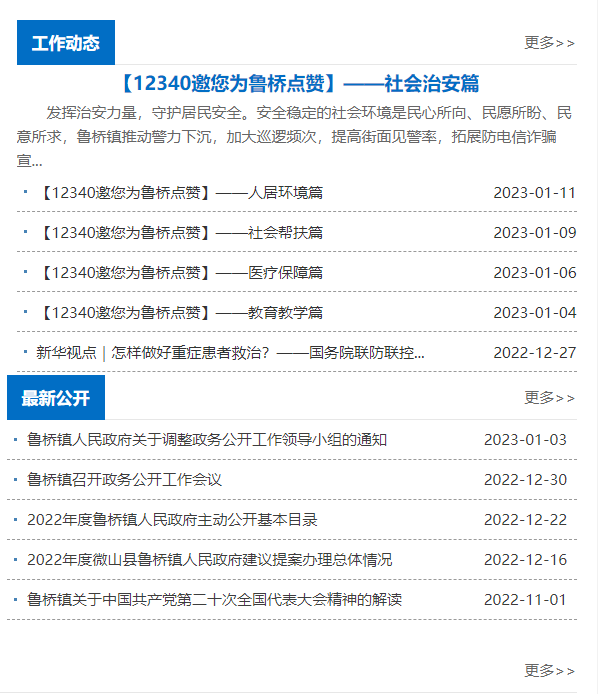 工作动态
更多>>
【12340邀您为鲁桥点赞】——社会治安篇
发挥治安力量，守护居民安全。安全稳定的社会环境是民心所向、民愿所盼、民
意所求，鲁桥镇推动警力下沉，加大巡逻频次，提高街面见警率，拓展防电信诈骗
宣...
【12340邀您为鲁桥点赞】——人居环境篇 2023-01-11
【12340邀您为鲁桥点赞】——社会帮扶篇 2023-01-09
【12340邀您为鲁桥点赞】——医疗保障篇 2023-01-06
【12340邀您为鲁桥点赞】——教育教学篇 2023-01-04
新华视点｜怎样做好重症患者救治？——国务院联防联控... 2022-12-27
最新公开
更多>>
鲁桥镇人民政府关于调整政务公开工作领导小组的通知 2023-01-03
鲁桥镇召开政务公开工作会议 2022-12-30
2022年度鲁桥镇人民政府主动公开基本目录 2022-12-22
2022年度微山县鲁桥镇人民政府建议提案办理总体情况 2022-12-16
鲁桥镇关于中国共产党第二十次全国代表大会精神的解读 2022-11-01
更多>>